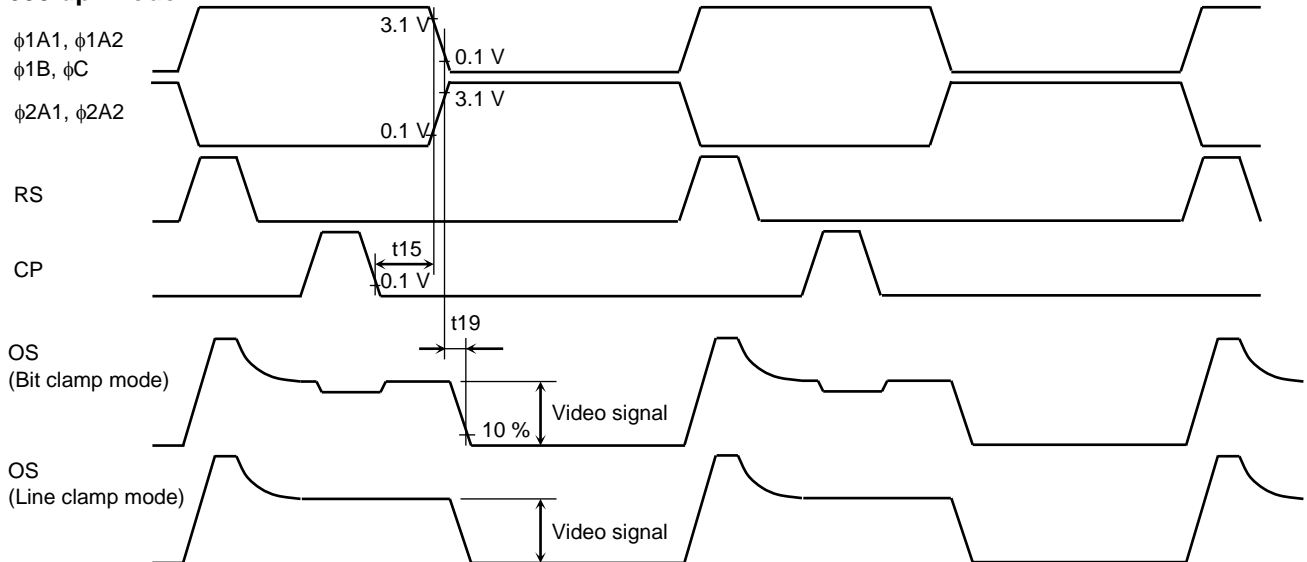 ϕ1A1, ϕ1A2
ϕ1B, ϕC
3.1 V
0.1 V
ϕ2A1, ϕ2A2
3.1 V
0.1 V
RS
CP
t15
0.1 V
t19
OS
(Bit clamp mode)
Video signal
10 %
OS
(Line clamp mode)
Video signal